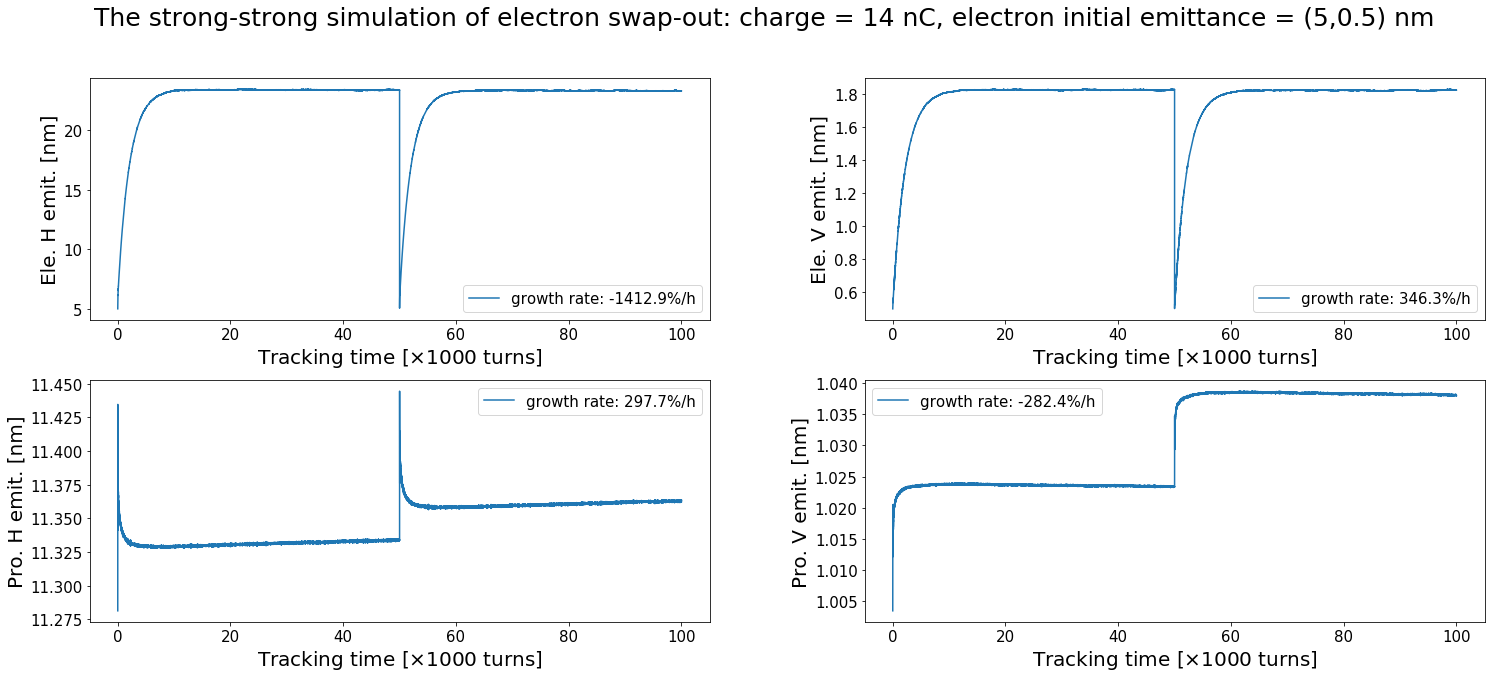 The strong-strong simulation of electron swap-out: charge = 14 nC, electron initial emittance = (5,0.5) nm
Ele. H emit. [nm]
20
15
10
5
growth rate: -1412.9%/h
0 20 40 60 80 100
Tracking time [×1000 turns]
Ele. V emit. [nm]
1.8
1.6
1.4
1.2
1.0
0.8
0.6
growth rate: 346.3%/h
0 20 40 60 80 100
Tracking time [×1000 turns]
Pro. H emit. [nm]
11.450
11.425
11.400
11.375
11.350
11.325
11.300
11.275
growth rate: 297.7%/h
0 20 40 60 80 100
Tracking time [×1000 turns]
Pro. V emit. [nm]
1.040
1.035
1.030
1.025
1.020
1.015
1.010
1.005
growth rate: -282.4%/h
0 20 40 60 80 100
Tracking time [×1000 turns]